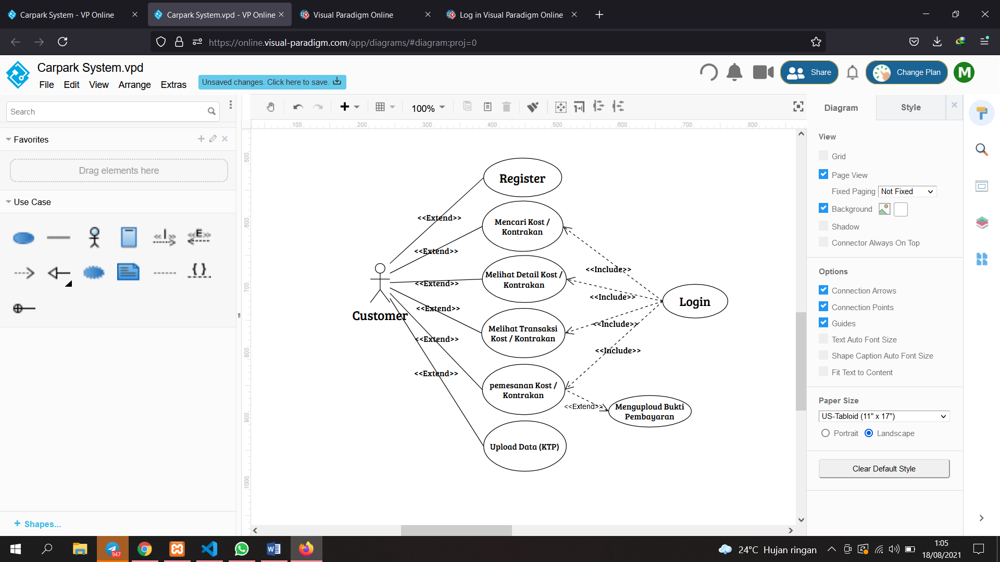 Carpark System - VP Online
Carpark System.vpd - VP Online
Visual Paradigm Online
Log in Visual Paradigm Online
https://online.visual-paradigm.com/app/diagrams/#diagram:proj=0
Carpark System.vpd
File Edit View Arrange Extras
Unsaved changes. Click here to save.
Share
Change Plan
M
Search
100%
Diagram
Style
100 200 300 400 500 600 700 800
500
600
700
800
900
1000
Favorites
Drag elements here
Use Case
<<I>>
<<E>>
{ }
+ Shapes...
Register
<<Extend>>
Mencari Kost /
Kontrakan
<<Extend>>
<<Include>>
Melihat Detail Kost /
Kontrakan
<<Extend>>
<<Include>>
Login
<<Extend>>
Customer
<<Include>>
Melihat Transaksi
Kost / Kontrakan
<<Extend>>
<<Include>>
<<Extend>>
pemesanan Kost /
Kontrakan
<<Extend>>
Menguploud Bukti
Pembayaran
Upload Data (KTP)
View
Grid
Page View
Fixed Paging Not Fixed
Background
Shadow
Connector Always On Top
Options
Connection Arrows
Connection Points
Guides
Text Auto Font Size
Shape Caption Auto Font Size
Fit Text to Content
Paper Size
US-Tabloid (11" x 17")
Portrait Landscape
Clear Default Style
947
24°C Hujan ringan
1:05
18/08/2021